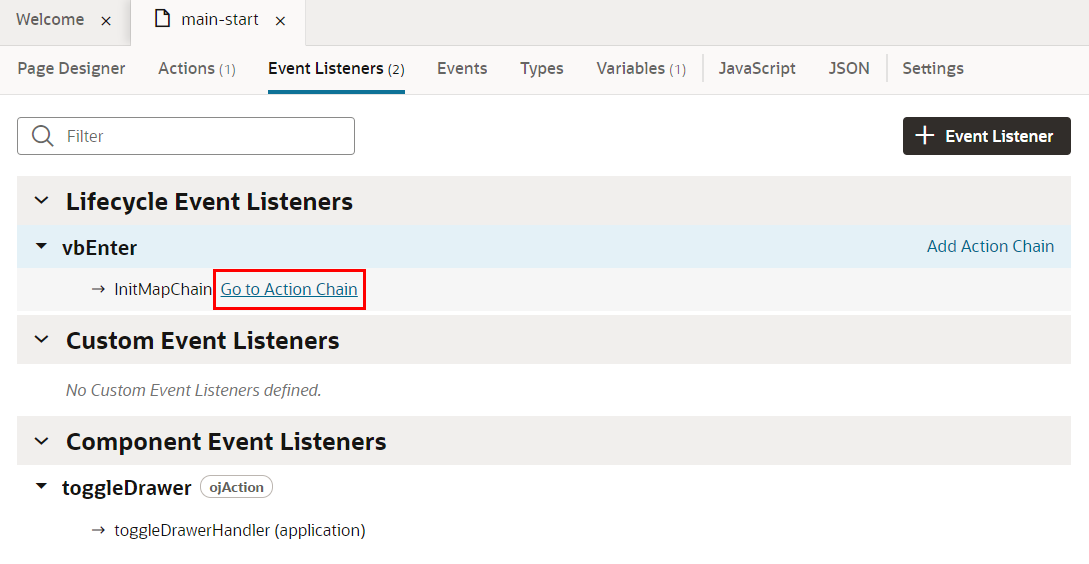 Welcome × main-start ×
Page Designer Actions (1) Event Listeners (2) Events Types Variables (1) JavaScript JSON Settings
Filter + Event Listener
Lifecycle Event Listeners
vbEnter Add Action Chain
→ InitMapChain Go to Action Chain
Custom Event Listeners
No Custom Event Listeners defined.
Component Event Listeners
toggleDrawer ojAction
→ toggleDrawerHandler (application)